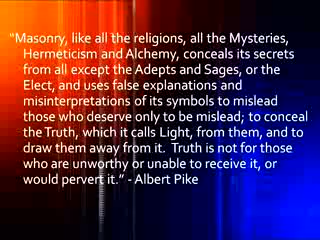 “Masonry, like all the religions, all the Mysteries,
Hermeticism and Alchemy, conceals its secrets
from all except the Adepts and Sages, or the
Elect, and uses false explanations and
misinterpretations of its symbols to mislead
those who deserve only to be mislead; to conceal
the Truth, which it calls Light, from them, and to
draw them away from it.  Truth is not for those
who are unworthy or unable to receive it, or
would pervert it.” - Albert Pike